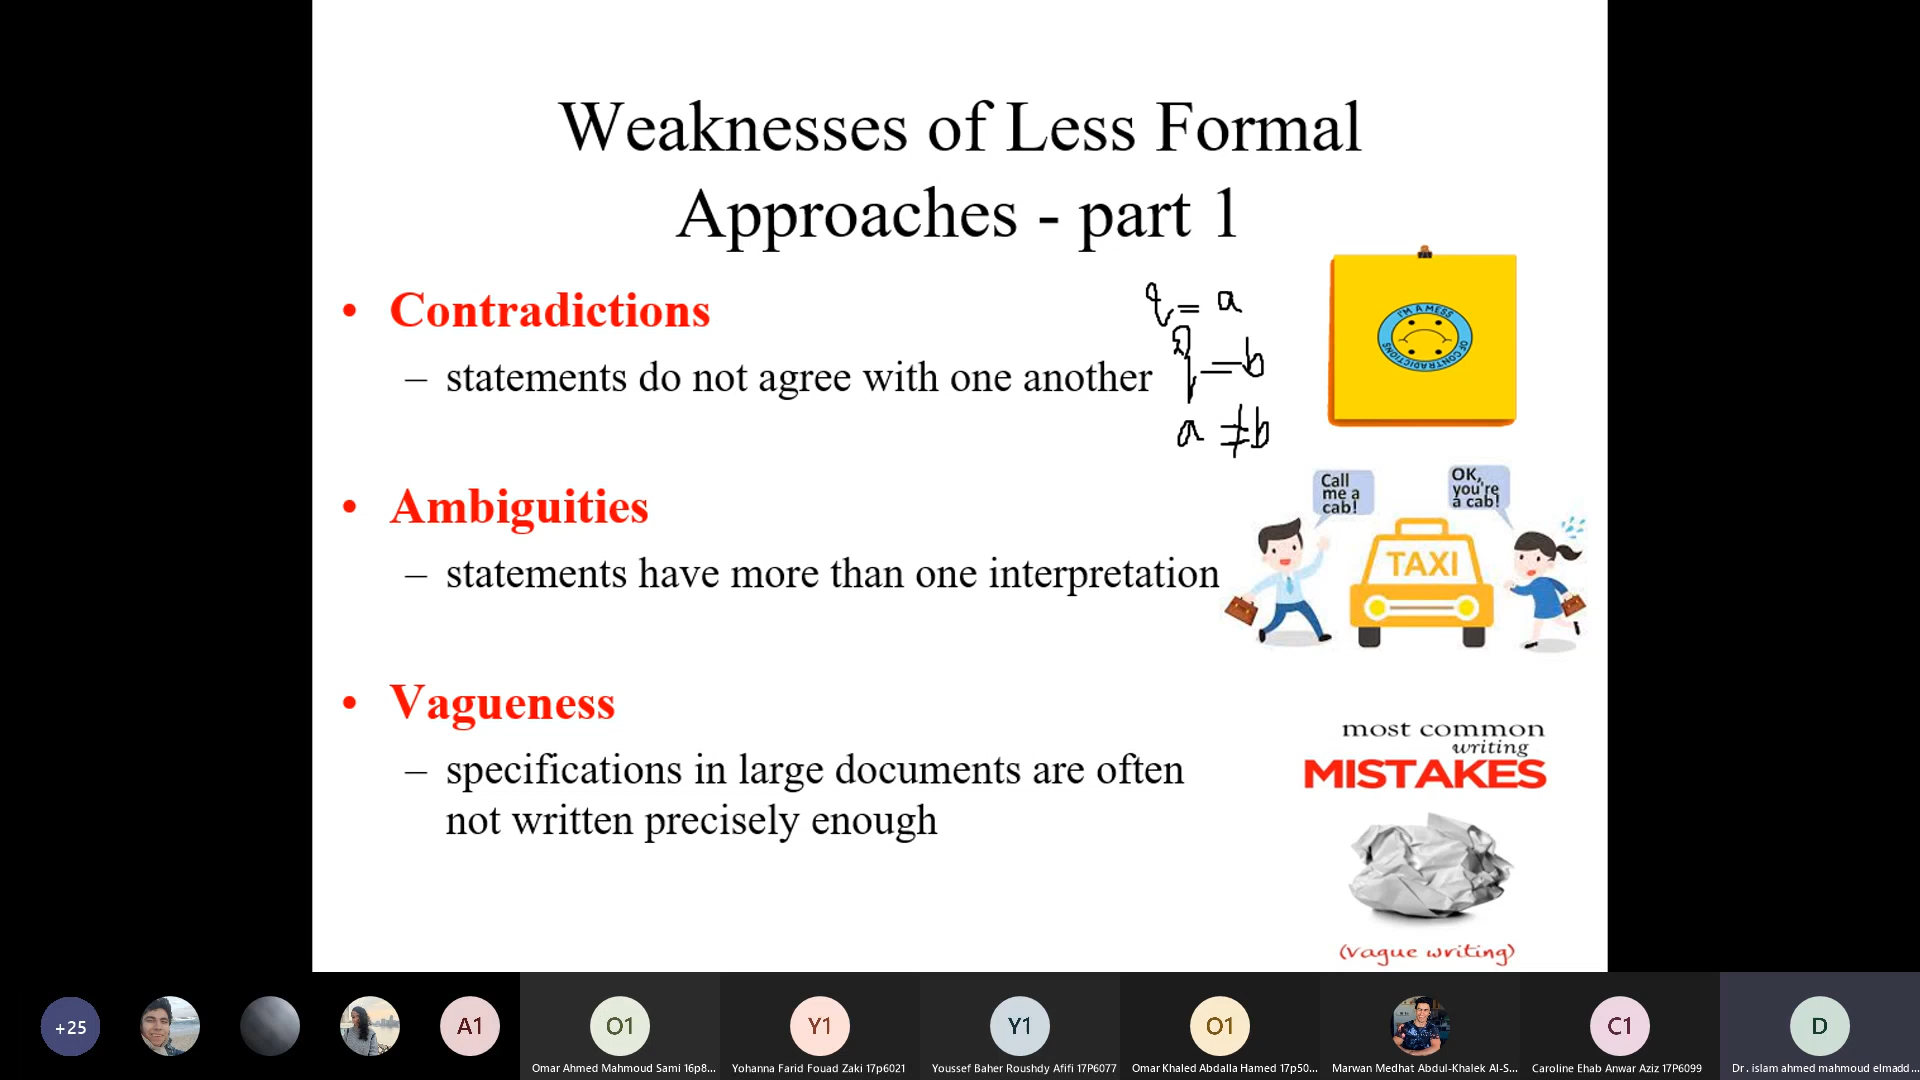 Weaknesses of Less Formal
Approaches - part 1
• Contradictions
– statements do not agree with one another
q = a
q = b
a ≠ b
I'M A MESS
OF CONTRADICTIONS
• Ambiguities
– statements have more than one interpretation
Call
me a
cab!
OK,
you're
a cab!
TAXI
• Vagueness
– specifications in large documents are often
not written precisely enough
most common
writing
MISTAKES
(vague writing)
+25
A1
O1
Y1
Y1
O1
C1
D
Omar Ahmed Mahmoud Sami 16p8...
Yohanna Farid Fouad Zaki 17p6021
Youssef Baher Roushdy Afifi 17P6077
Omar Khaled Abdalla Hamed 17p50...
Marwan Medhat Abdul-Khalek Al-S...
Caroline Ehab Anwar Aziz 17P6099
Dr. islam ahmed mahmoud elmadd...